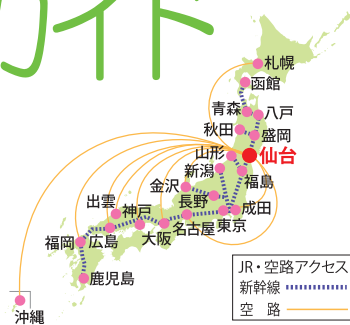 ガイド
札幌
函館
青森
八戸
秋田
盛岡
山形
仙台
新潟
福島
金沢
長野
成田
出雲
神戸
東京
名古屋
福岡
広島
大阪
鹿児島
沖縄
JR・空路アクセス
新幹線
空 路